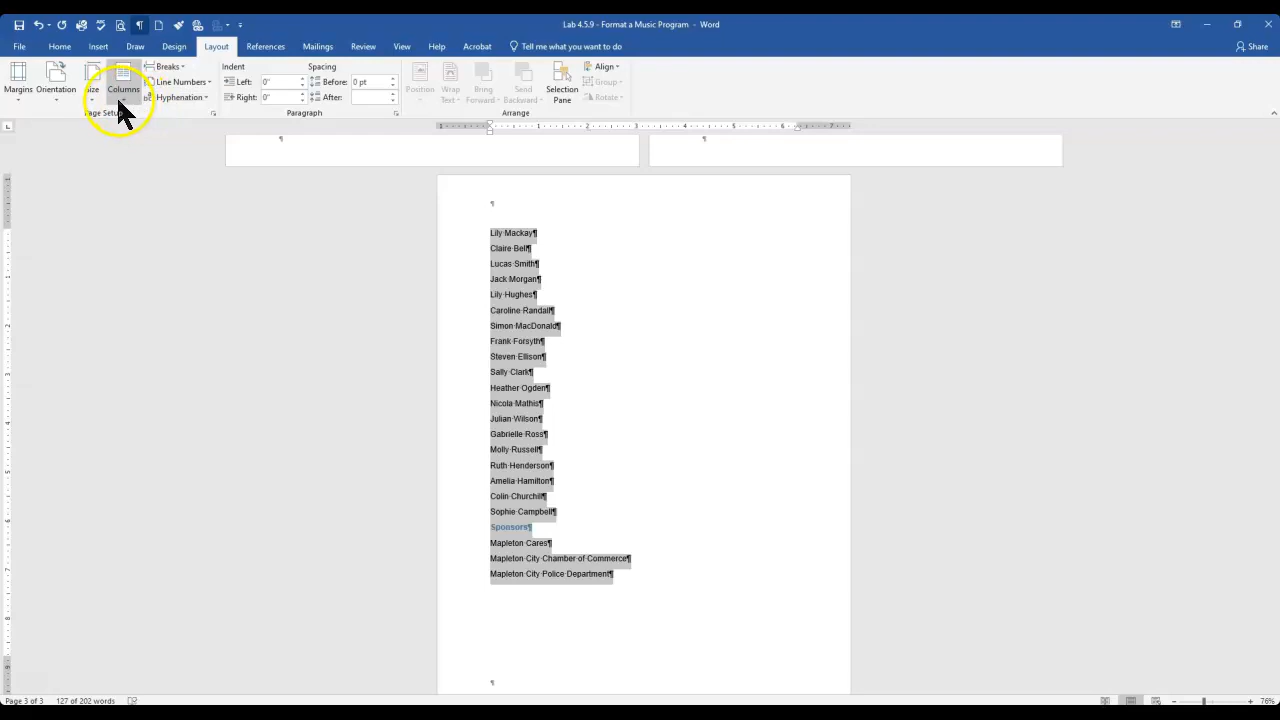 Lab 4.5.9 - Format a Music Program - Word
File Home Insert Draw Design Layout References Mailings Review View Help Acrobat Tell me what you want to do Share
Margins Orientation Size Columns
Breaks
Line Numbers
Hyphenation
Page Setup
Indent Spacing
Left: 0" Before: 0 pt
Right: 0" After:
Paragraph
Position Wrap Text Bring Forward Send Backward Selection Pane
Align
Group
Rotate
Arrange
Lily Mackay¶
Claire Bell¶
Lucas Smith¶
Jack Morgan¶
Lily Hughes¶
Caroline Randall¶
Simon MacDonald¶
Frank Forsyth¶
Steven Ellison¶
Sally Clark¶
Heather Ogden¶
Nicola Mathis¶
Julian Wilson¶
Gabrielle Ross¶
Molly Russell¶
Ruth Henderson¶
Amelia Hamilton¶
Colin Churchill¶
Sophie Campbell¶
Sponsors¶
Mapleton Cares¶
Mapleton City Chamber of Commerce¶
Mapleton City Police Department¶
Page 3 of 3 127 of 202 words 76%